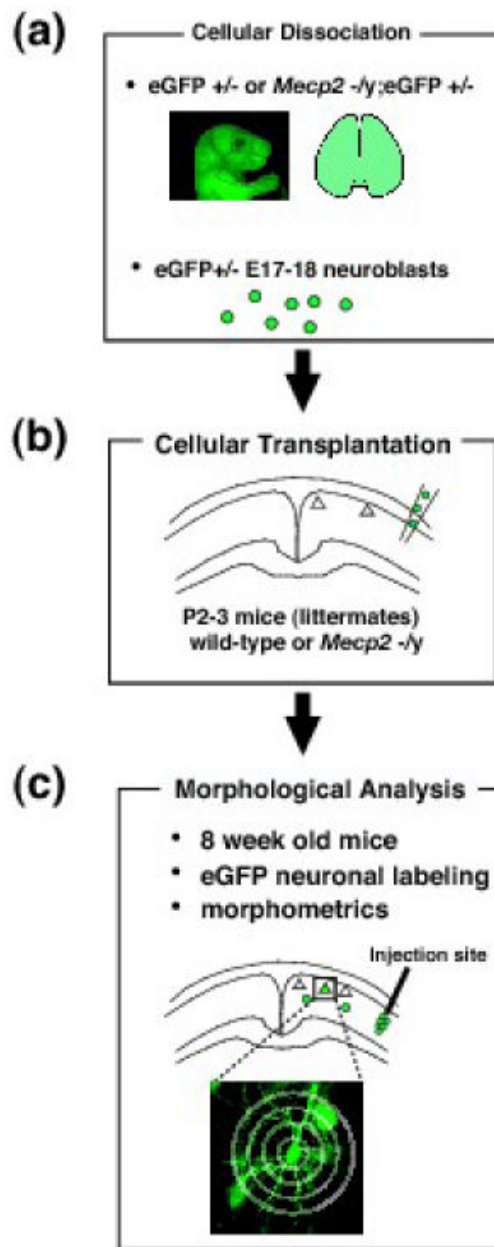 (a)
Cellular Dissociation
• eGFP +/- or Mecp2 -/y;eGFP +/-
• eGFP+/- E17-18 neuroblasts
(b)
Cellular Transplantation
P2-3 mice (littermates)
wild-type or Mecp2 -/y
(c)
Morphological Analysis
• 8 week old mice
• eGFP neuronal labeling
• morphometrics
Injection site